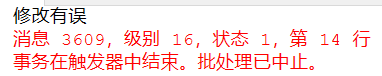 修改有误
消息 3609，级别 16，状态 1，第 14 行
事务在触发器中结束。批处理已中止。